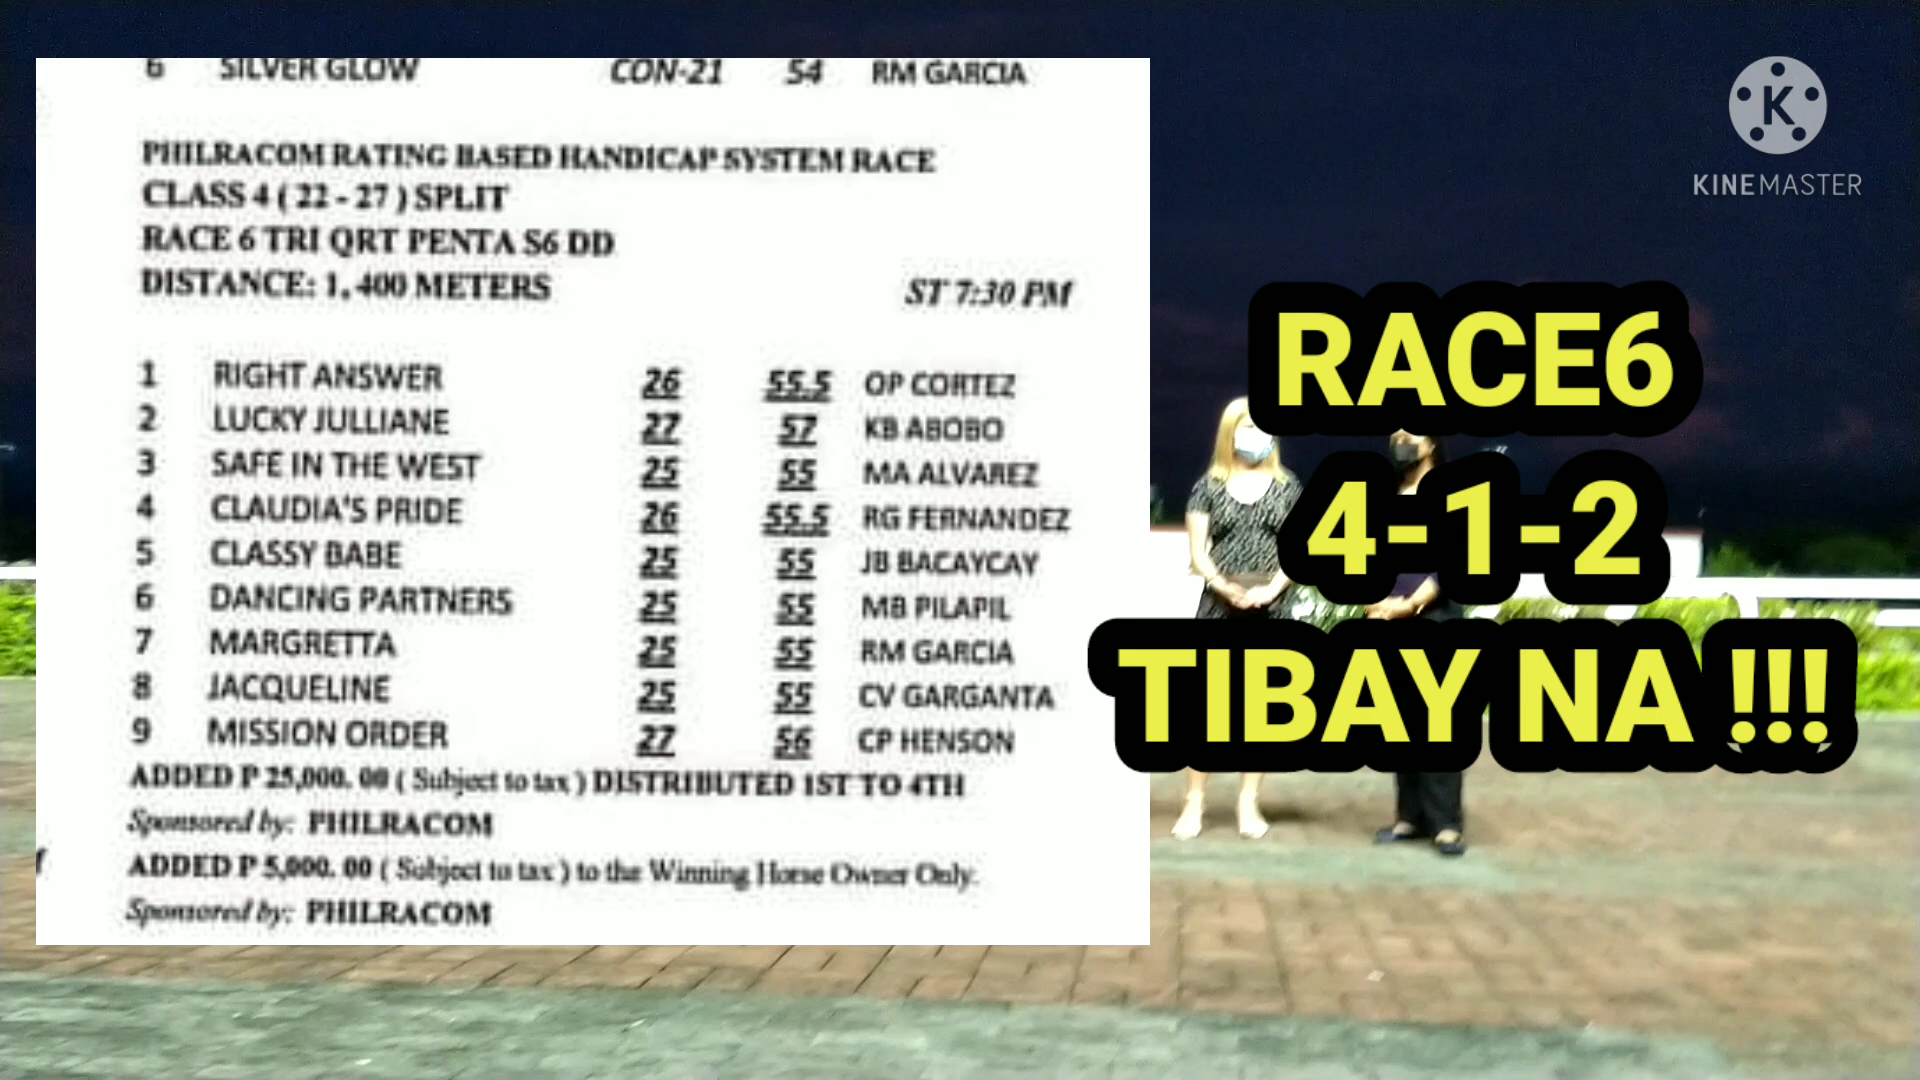 6 SILVER GLOW CON-21 54 RM GARCIA
PHILRACOM RATING BASED HANDICAP SYSTEM RACE
CLASS 4 ( 22 - 27 ) SPLIT
RACE 6 TRI QRT PENTA S6 DD
DISTANCE: 1, 400 METERS ST 7:30 PM
1 RIGHT ANSWER 26 55.5 OP CORTEZ
2 LUCKY JULLIANE 27 57 KB ABOBO
3 SAFE IN THE WEST 25 55 MA ALVAREZ
4 CLAUDIA'S PRIDE 26 55.5 RG FERNANDEZ
5 CLASSY BABE 25 55 JB BACAYCAY
6 DANCING PARTNERS 25 55 MB PILAPIL
7 MARGRETTA 25 55 RM GARCIA
8 JACQUELINE 25 55 CV GARGANTA
9 MISSION ORDER 27 56 CP HENSON
ADDED P 25,000. 00 ( Subject to tax ) DISTRIBUTED 1ST TO 4TH
Sponsored by: PHILRACOM
ADDED P 5,000. 00 ( Subject to tax ) to the Winning Horse Owner Only.
Sponsored by: PHILRACOM
RACE6
4-1-2
TIBAY NA !!!
K
KINEMASTER